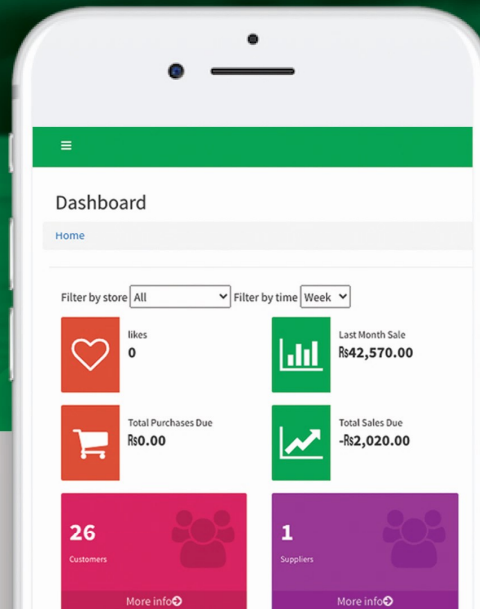 Dashboard
Home
Filter by store All Filter by time Week
likes
0
Last Month Sale
₨42,570.00
Total Purchases Due
₨0.00
Total Sales Due
-₨2,020.00
26
Customers
More info
1
Suppliers
More info